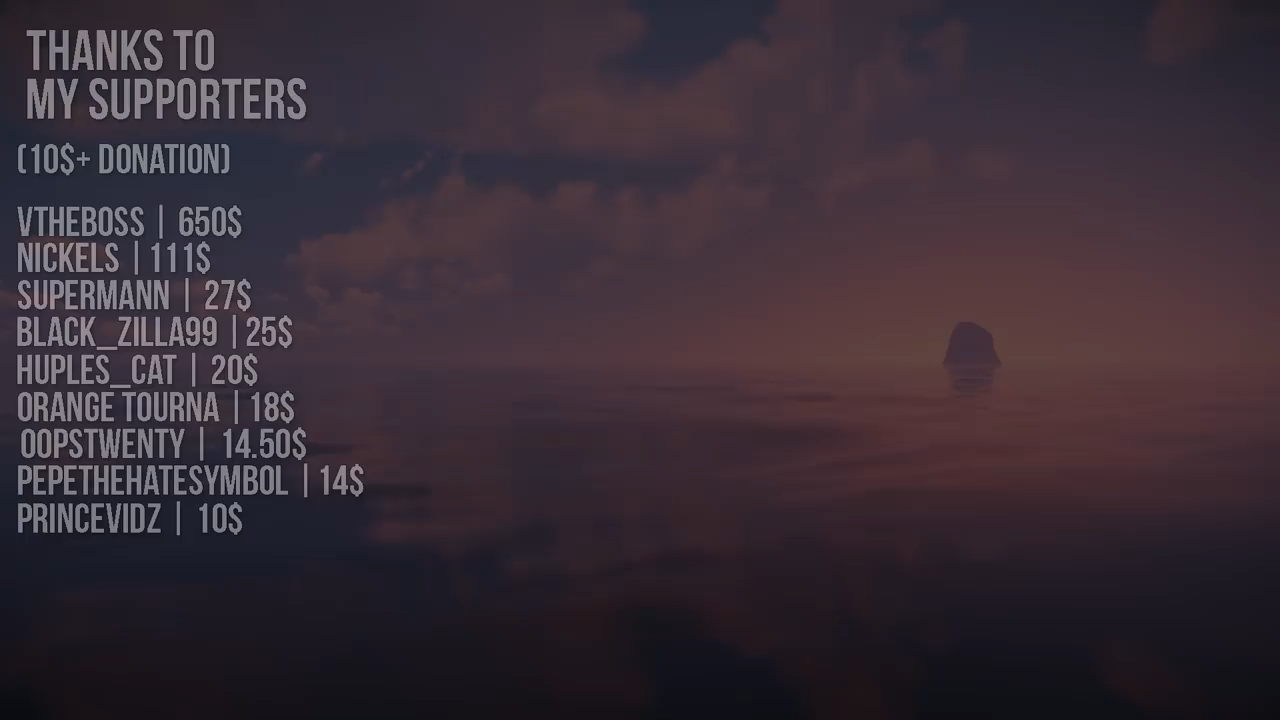 THANKS TO
MY SUPPORTERS
(10$+ DONATION)
VTHEBOSS | 650$
NICKELS | 111$
SUPERMANN | 27$
BLACK_ZILLA99 | 25$
HUPLES_CAT | 20$
ORANGE TOURNA | 18$
OOPSTWENTY | 14.50$
PEPETHEHATESYMBOL | 14$
PRINCEVIDZ | 10$